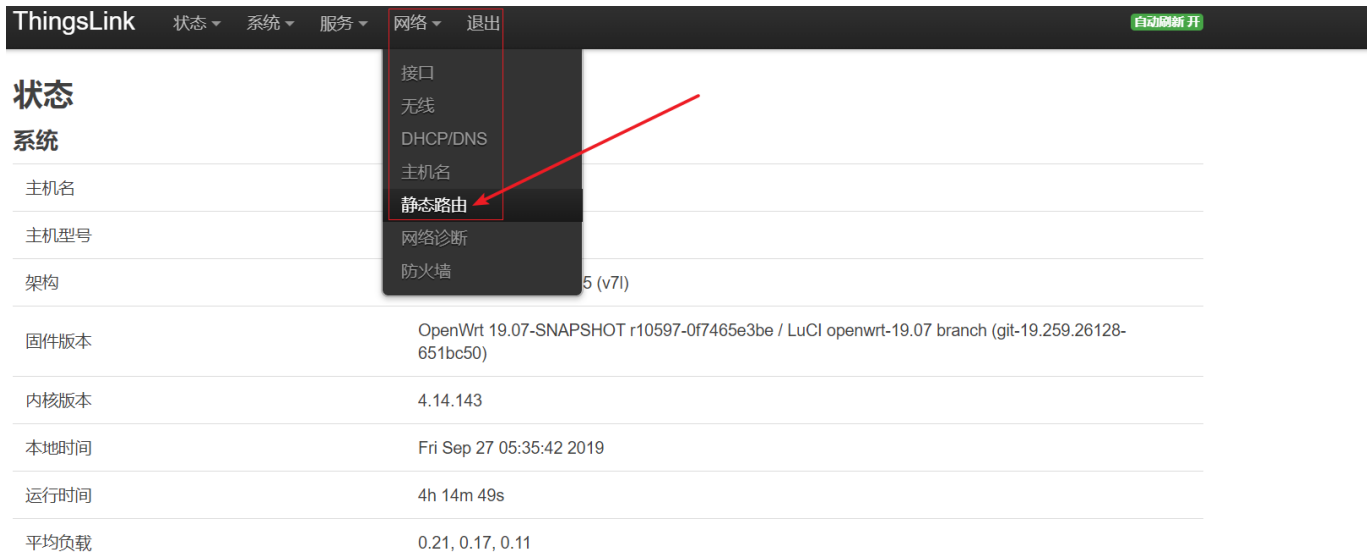 ThingsLink 状态 系统 服务 网络 退出 自动刷新 开
接口
无线
DHCP/DNS
主机名
静态路由
网络诊断
防火墙
状态
系统
主机名
主机型号
架构 5 (v7l)
固件版本 OpenWrt 19.07-SNAPSHOT r10597-0f7465e3be / LuCI openwrt-19.07 branch (git-19.259.26128-
651bc50)
内核版本 4.14.143
本地时间 Fri Sep 27 05:35:42 2019
运行时间 4h 14m 49s
平均负载 0.21, 0.17, 0.11